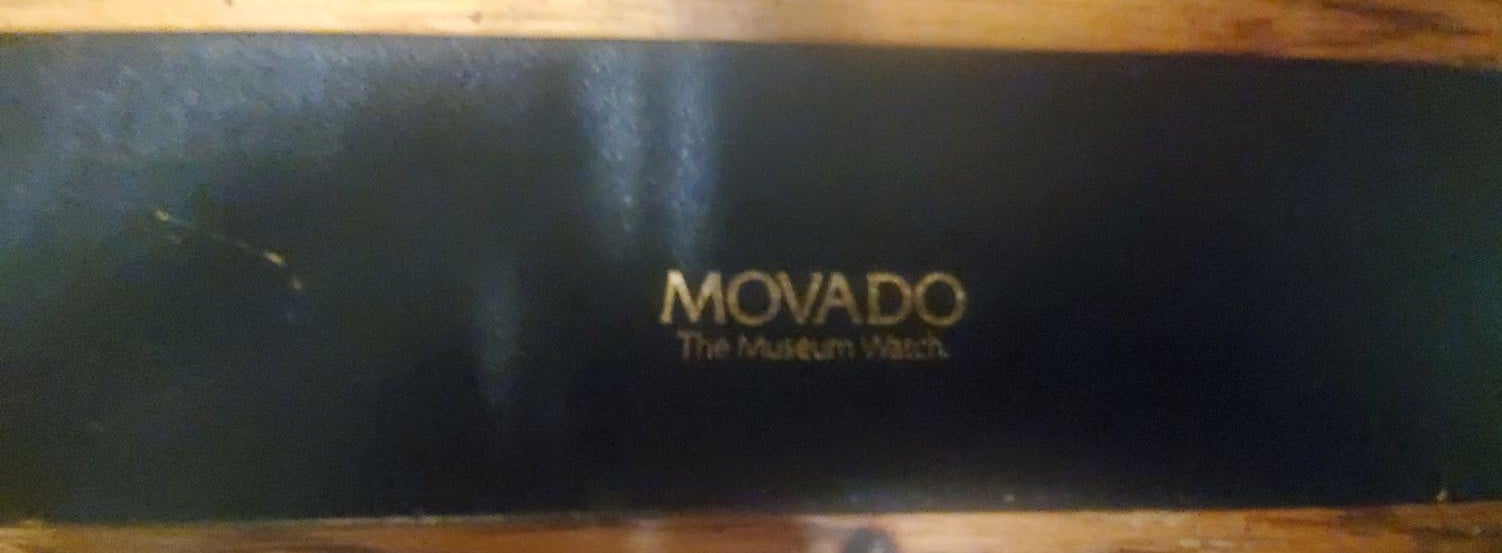 MOVADO
The Museum Watch.